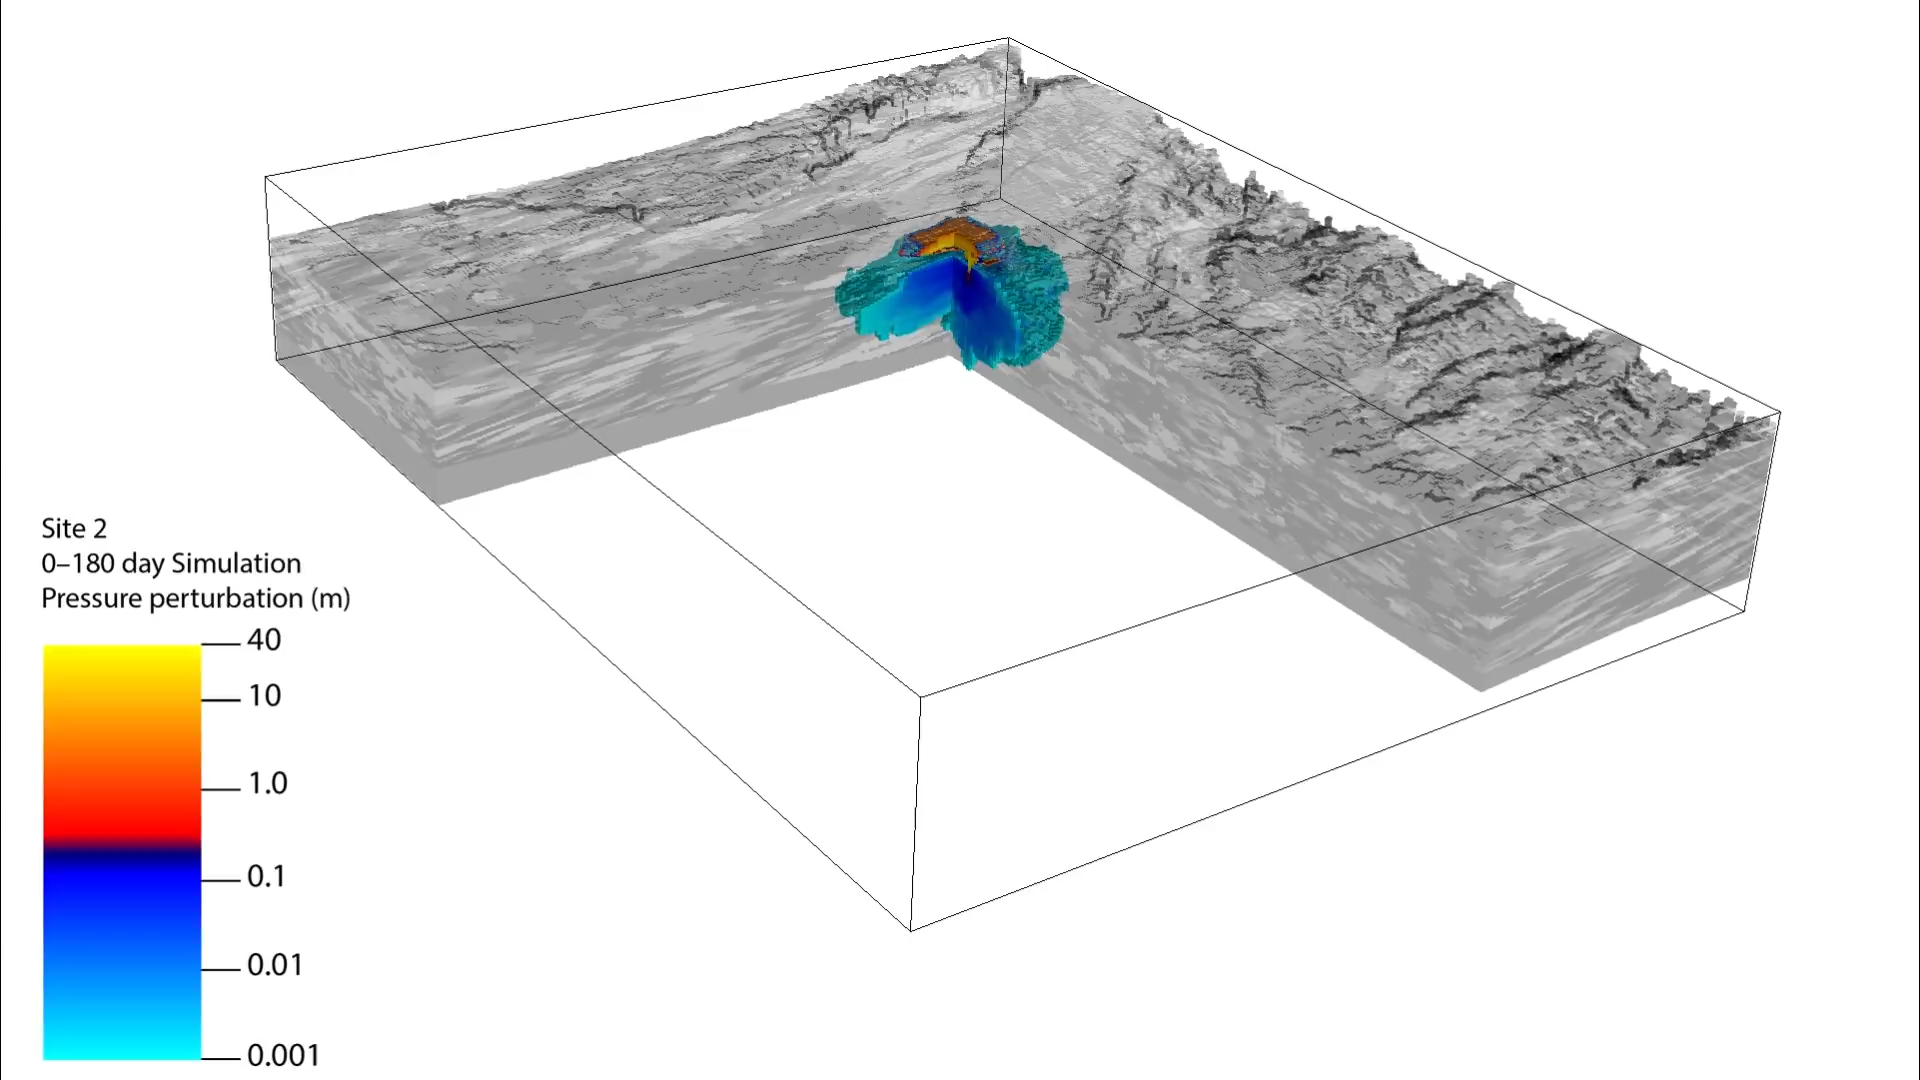 Site 2
0–180 day Simulation
Pressure perturbation (m)
40
10
1.0
0.1
0.01
0.001